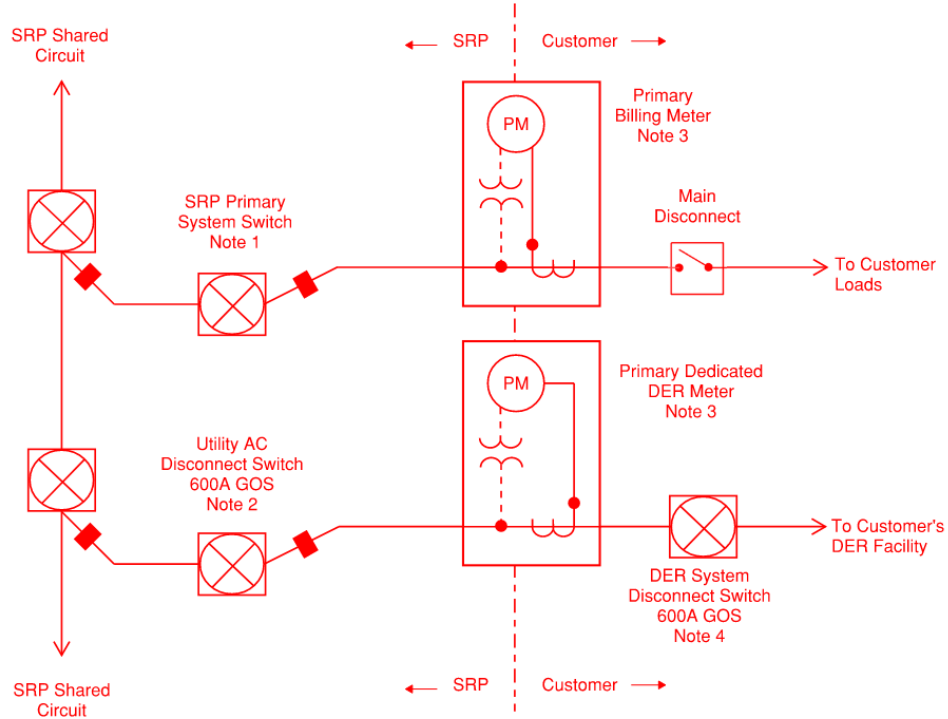 SRP Shared
Circuit
SRP
Customer
Primary
Billing Meter
Note 3
PM
SRP Primary
System Switch
Note 1
Main
Disconnect
To Customer
Loads
Primary Dedicated
DER Meter
Note 3
PM
Utility AC
Disconnect Switch
600A GOS
Note 2
To Customer's
DER Facility
DER System
Disconnect Switch
600A GOS
Note 4
SRP Shared
Circuit
SRP
Customer